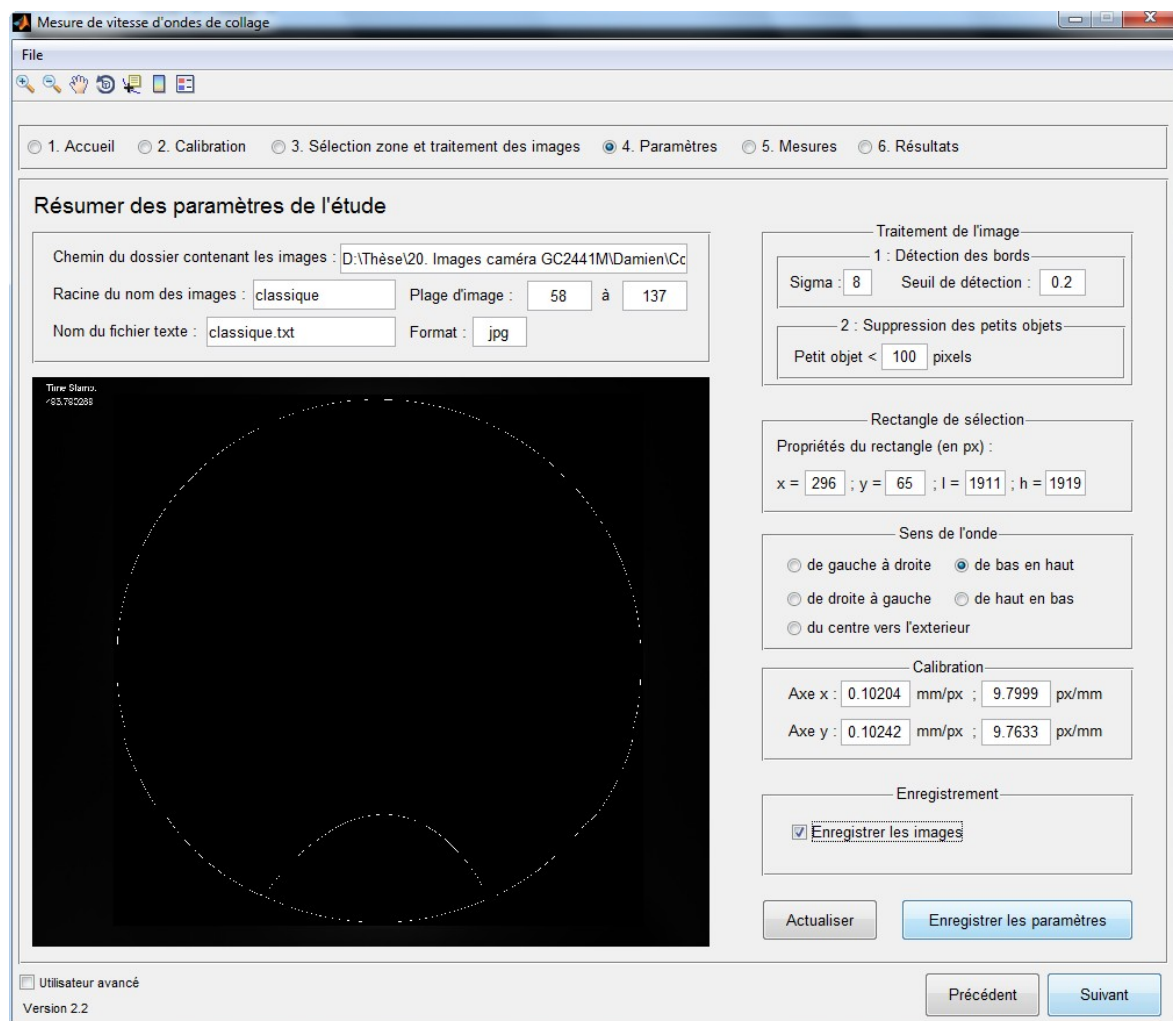 Mesure de vitesse d'ondes de collage
File
1. Accueil 2. Calibration 3. Sélection zone et traitement des images 4. Paramètres 5. Mesures 6. Résultats
Résumer des paramètres de l'étude
Chemin du dossier contenant les images : D:\Thèse\20. Images caméra GC2441M\Damien\Cc
Racine du nom des images : classique Plage d'image : 58 à 137
Nom du fichier texte : classique.txt Format : jpg
Time Stamp.
Traitement de l'image
1 : Détection des bords
Sigma : 8 Seuil de détection : 0.2
2 : Suppression des petits objets
Petit objet < 100 pixels
Rectangle de sélection
Propriétés du rectangle (en px) :
x = 296 ; y = 65 ; l = 1911 ; h = 1919
Sens de l'onde
de gauche à droite de bas en haut
de droite à gauche de haut en bas
du centre vers l'exterieur
Calibration
Axe x : 0.10204 mm/px ; 9.7999 px/mm
Axe y : 0.10242 mm/px ; 9.7633 px/mm
Enregistrement
Enregistrer les images
Actualiser Enregistrer les paramètres
Utilisateur avancé
Version 2.2
Précédent Suivant